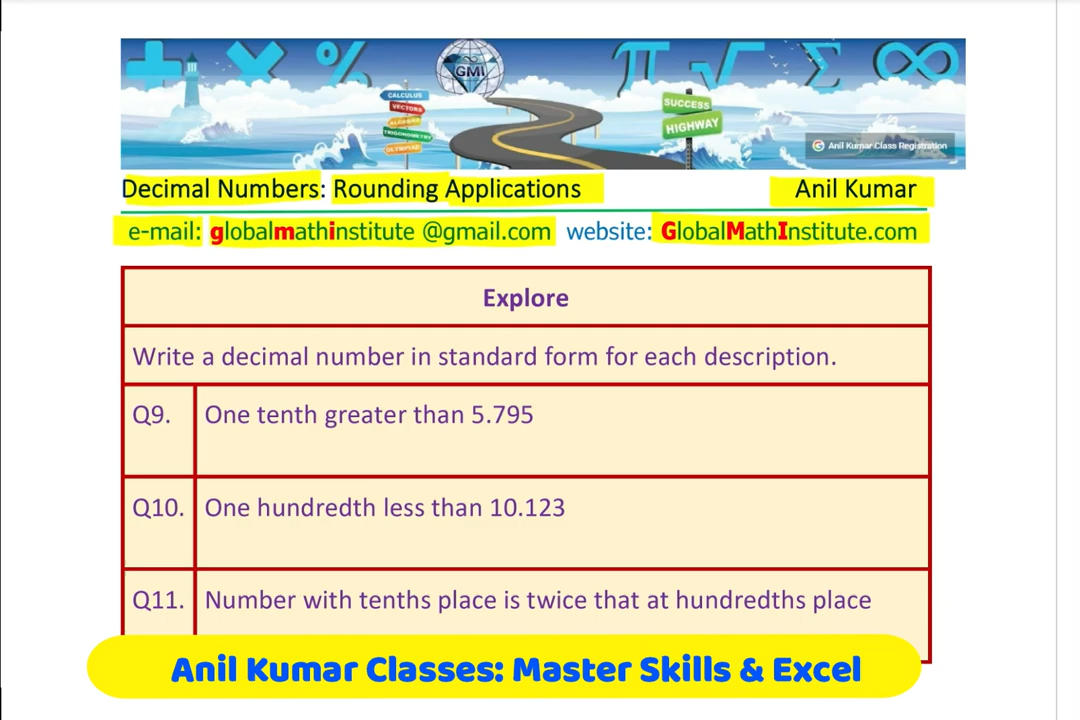 GMI
CALCULUS
VECTORS
ALGEBRA
TRIGONOMETRY
OLYMPIAD
SUCCESS
HIGHWAY
G Anil Kumar Class Registration
Decimal Numbers: Rounding Applications Anil Kumar
e-mail: globalmathinstitute @gmail.com website: GlobalMathInstitute.com
Explore
Write a decimal number in standard form for each description.
Q9. One tenth greater than 5.795
Q10. One hundredth less than 10.123
Q11. Number with tenths place is twice that at hundredths place
Anil Kumar Classes: Master Skills & Excel